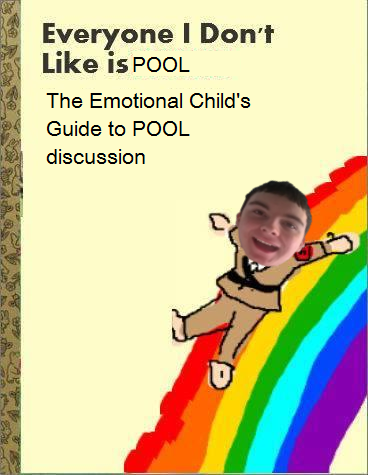 Everyone I Don't
Like is POOL
The Emotional Child's
Guide to POOL
discussion